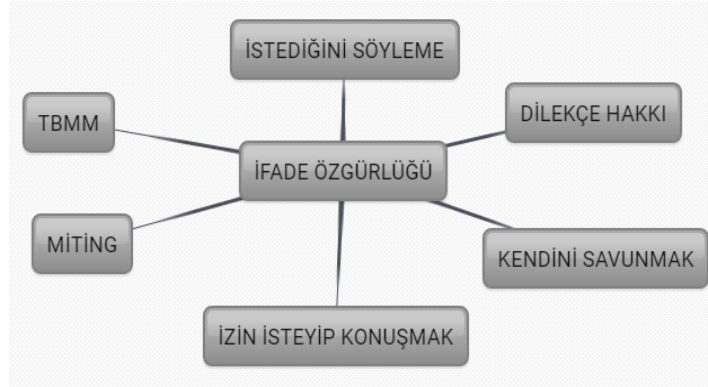 İSTEDİĞİNİ SÖYLEME
TBMM
DİLEKÇE HAKKI
İFADE ÖZGÜRLÜĞÜ
MİTİNG
KENDİNİ SAVUNMAK
İZİN İSTEYİP KONUŞMAK